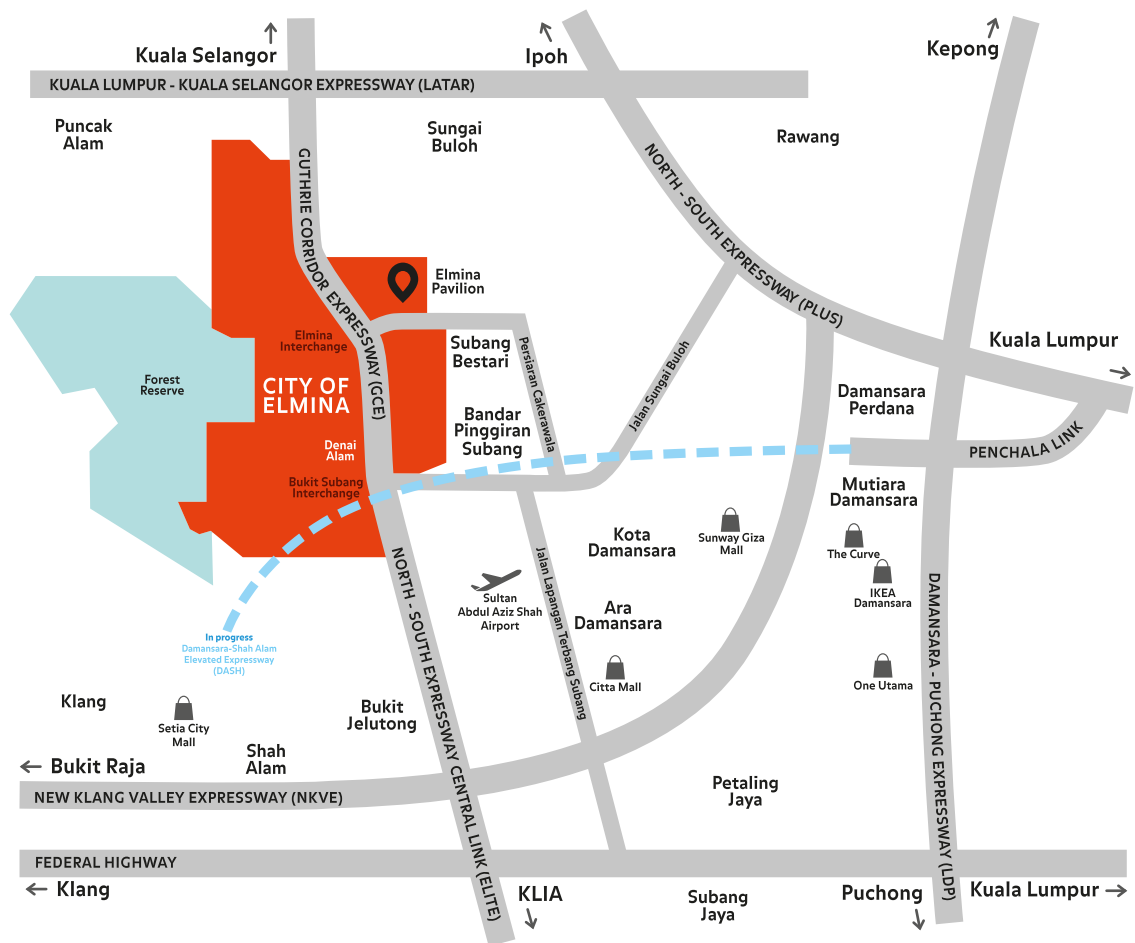 Kuala Selangor
Ipoh
Kepong
KUALA LUMPUR - KUALA SELANGOR EXPRESSWAY (LATAR)
Puncak
Alam
Sungai
Buloh
Rawang
GUTHRIE CORRIDOR EXPRESSWAY (GCE)
NORTH - SOUTH EXPRESSWAY (PLUS)
Elmina
Pavilion
Elmina
Interchange
Subang
Bestari
Persiaran Cakerawala
Jalan Sungai Buloh
Kuala Lumpur
Forest
Reserve
CITY OF
ELMINA
Damansara
Perdana
Bandar
Pinggiran
Subang
Denai
Alam
PENCHALA LINK
Bukit Subang
Interchange
Mutiara
Damansara
Kota
Damansara
Sunway Giza
Mall
The Curve
IKEA
Damansara
NORTH - SOUTH EXPRESSWAY CENTRAL LINK (ELITE)
Sultan
Abdul Aziz Shah
Airport
Jalan Lapangan Terbang Subang
Ara
Damansara
DAMANSARA - PUCHONG EXPRESSWAY (LDP)
In progress
Damansara-Shah Alam
Elevated Expressway
(DASH)
Citta Mall
One Utama
Klang
Setia City
Mall
Bukit
Jelutong
Shah
Alam
Bukit Raja
Petaling
Jaya
NEW KLANG VALLEY EXPRESSWAY (NKVE)
FEDERAL HIGHWAY
Klang
KLIA
Subang
Jaya
Puchong
Kuala Lumpur